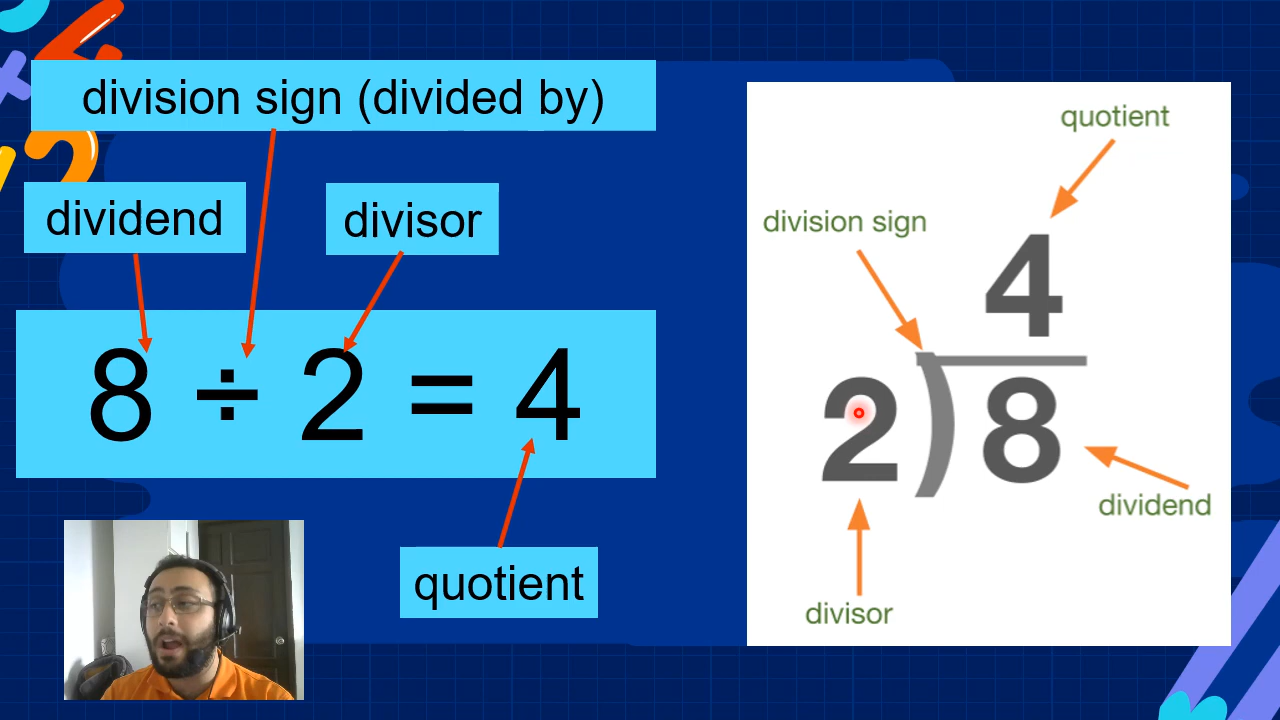 division sign (divided by)
dividend
divisor
8 ÷ 2 = 4
quotient
quotient
division sign
4
2 ) 8
dividend
divisor